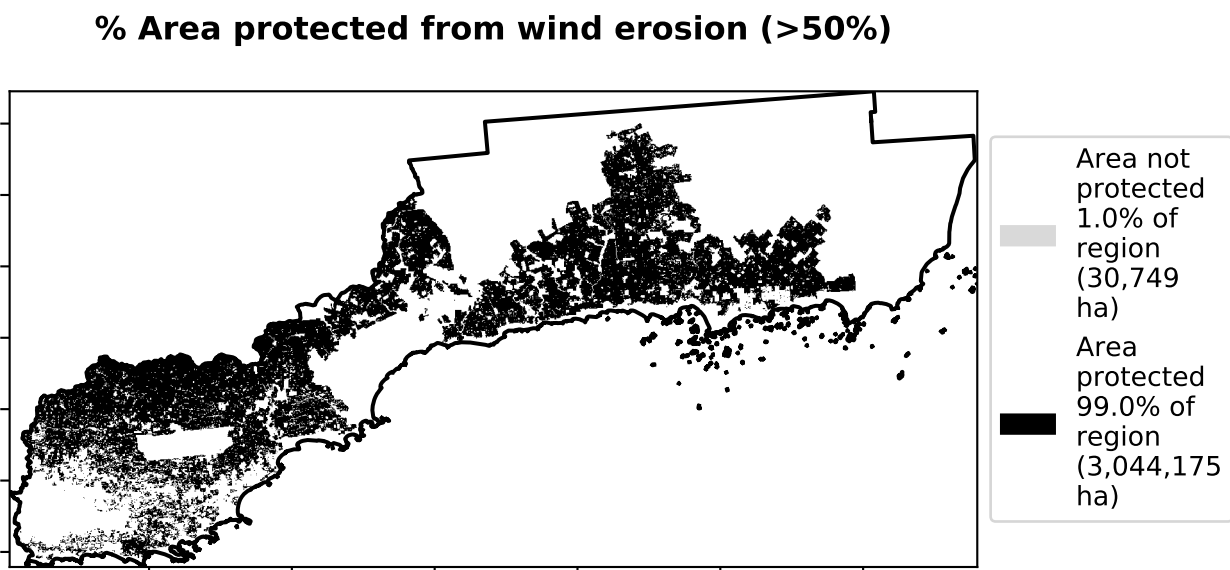 % Area protected from wind erosion (>50%)
Area not
protected
1.0% of
region
(30,749
ha)
Area
protected
99.0% of
region
(3,044,175
ha)